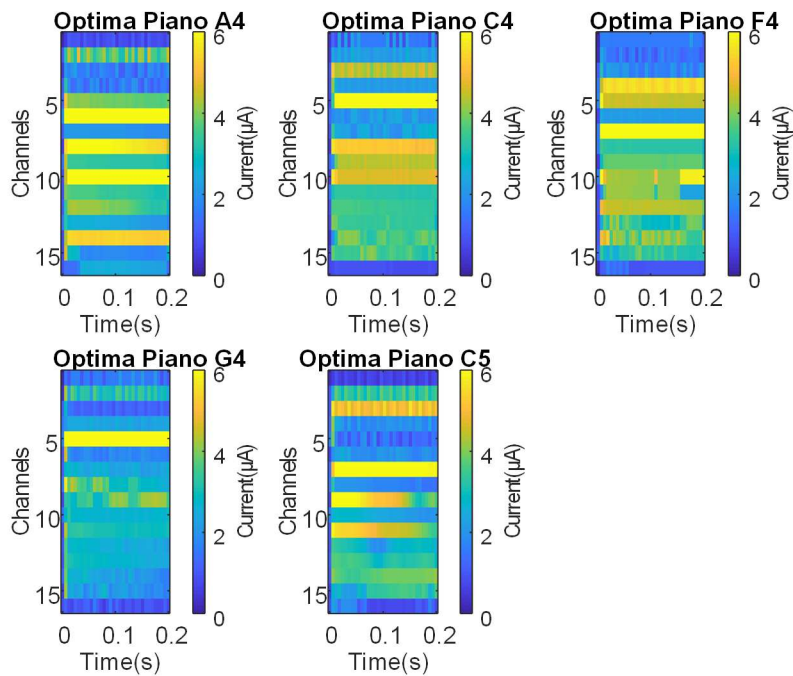 Optima Piano A4
Channels
5
10
15
0 0.1 0.2
Time(s)
6
4
2
0
Current(µA)
Optima Piano C4
Channels
5
10
15
0 0.1 0.2
Time(s)
6
4
2
0
Current(µA)
Optima Piano F4
Channels
5
10
15
0 0.1 0.2
Time(s)
6
4
2
0
Current(µA)
Optima Piano G4
Channels
5
10
15
0 0.1 0.2
Time(s)
6
4
2
0
Current(µA)
Optima Piano C5
Channels
5
10
15
0 0.1 0.2
Time(s)
6
4
2
0
Current(µA)